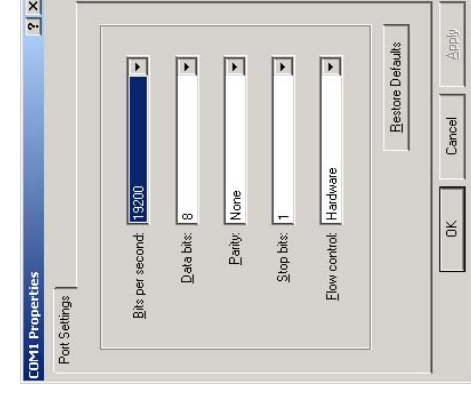 COM1 Properties
Port Settings
Bits per second: 19200
Data bits: 8
Parity: None
Stop bits: 1
Flow control: Hardware
Restore Defaults
OK Cancel Apply